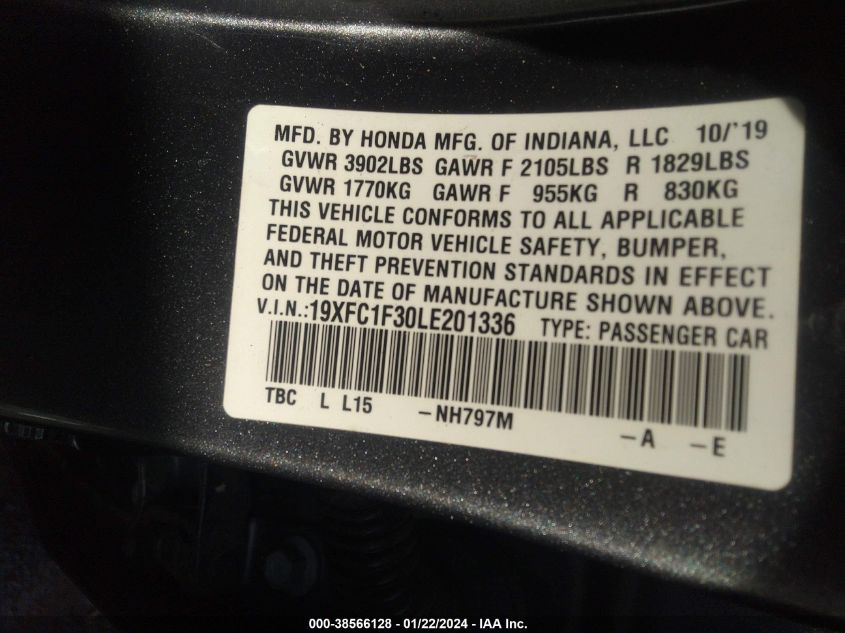 MFD. BY HONDA MFG. OF INDIANA, LLC 10/'19
GVWR 3902LBS GAWR F 2105LBS R 1829LBS
GVWR 1770KG GAWR F 955KG R 830KG
THIS VEHICLE CONFORMS TO ALL APPLICABLE
FEDERAL MOTOR VEHICLE SAFETY, BUMPER,
AND THEFT PREVENTION STANDARDS IN EFFECT
ON THE DATE OF MANUFACTURE SHOWN ABOVE.
V.I.N.:19XFC1F30LE201336 TYPE: PASSENGER CAR
TBC L L15 -NH797M -A -E
000-38566128 - 01/22/2024 - IAA Inc.